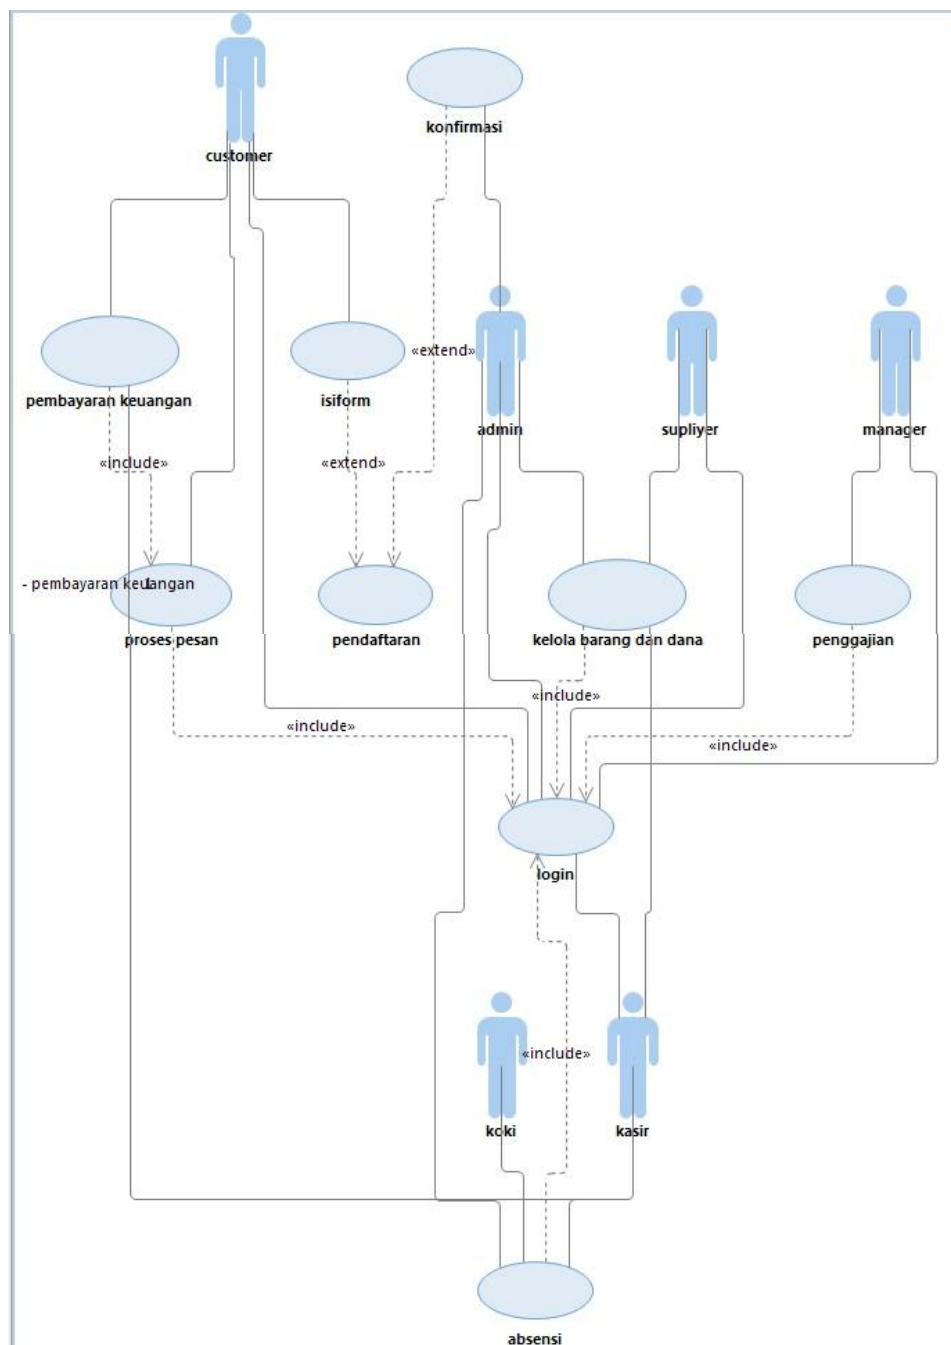 customer
konfirmasi
«extend»
pembayaran keuangan
isiform
admin
supliyer
manager
«include»
«extend»
- pembayaran keuangan
1
proses pesan
pendaftaran
kelola barang dan dana
penggajian
«include»
«include»
«include»
login
«include»
koki
kasir
absensi